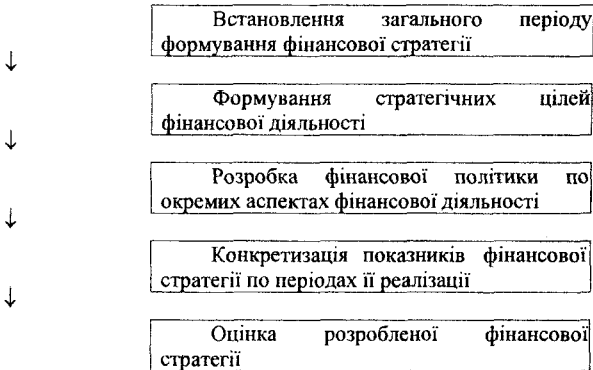 Встановлення загального періоду
формування фінансової стратегії
↓
Формування стратегічних цілей
фінансової діяльності
↓
Розробка фінансової політики по
окремих аспектах фінансової діяльності
↓
Конкретизація показників фінансової
стратегії по періодах її реалізації
↓
Оцінка розробленої фінансової
стратегії